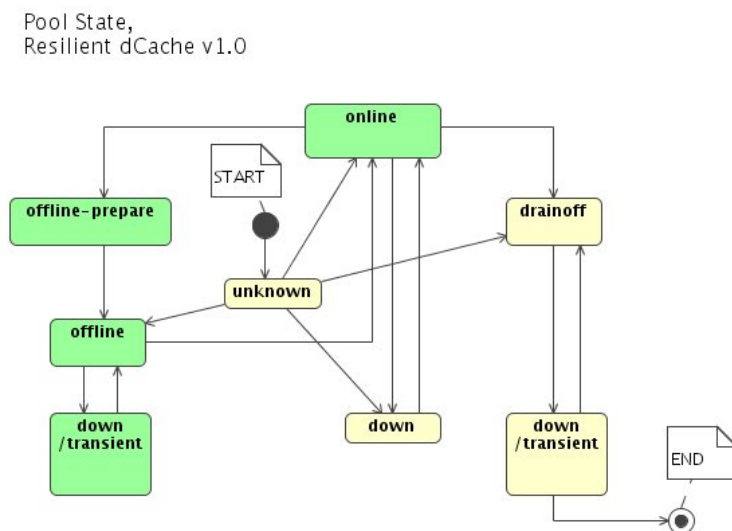 Pool State,
Resilient dCache v1.0
online
START
offline-prepare
drainoff
unknown
offline
down
/transient
down
down
/transient
END